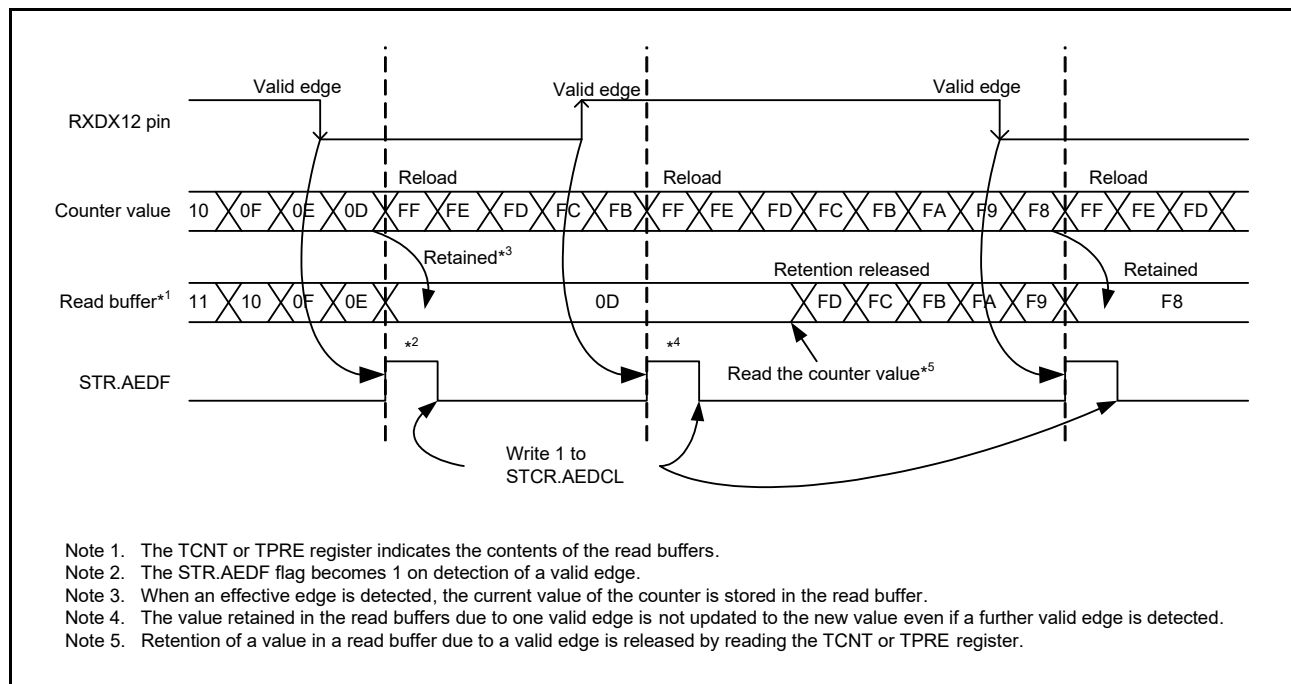 Valid edge Valid edge Valid edge
RXDX12 pin
Reload Reload Reload
Counter value 10 0F 0E 0D FF FE FD FC FB FF FE FD FC FB FA F9 F8 FF FE FD
Retained*3 Retention released Retained
Read buffer*1 11 10 0F 0E 0D FD FC FB FA F9 F8
*2 *4
Read the counter value*5
STR.AEDF
Write 1 to
STCR.AEDCL
Note 1. The TCNT or TPRE register indicates the contents of the read buffers.
Note 2. The STR.AEDF flag becomes 1 on detection of a valid edge.
Note 3. When an effective edge is detected, the current value of the counter is stored in the read buffer.
Note 4. The value retained in the read buffers due to one valid edge is not updated to the new value even if a further valid edge is detected.
Note 5. Retention of a value in a read buffer due to a valid edge is released by reading the TCNT or TPRE register.